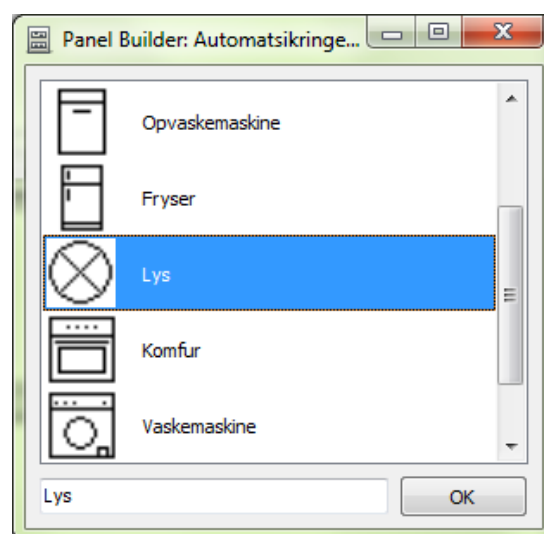 Panel Builder: Automatsikringe...
Opvaskemaskine
Fryser
Lys
Komfur
Vaskemaskine
Lys
OK